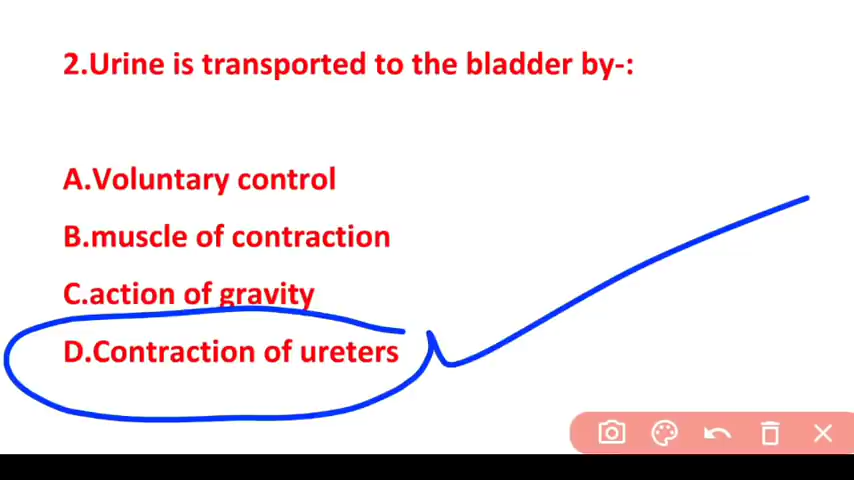 2.Urine is transported to the bladder by-:
A.Voluntary control
B.muscle of contraction
C.action of gravity
D.Contraction of ureters